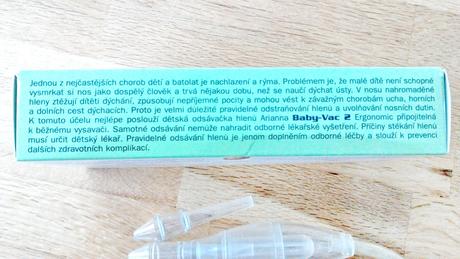 Jednou z nejčastějších chorob dětí a batolat je nachlazení a rýma. Problémem je, že malé dítě není schopné
vysmrkat si nos jako dospělý člověk a trvá nějakou dobu, než se naučí dýchat ústy. V nosu nahromaděné
hleny ztěžují dítěti dýchání, způsobují nepříjemné pocity a mohou vést k závažným chorobám ucha, horních
a dolních cest dýchacích. Proto je velmi důležité pravidelné odstraňování hlenů a uvolňování nosních dutin.
K tomuto účelu nejlépe poslouží dětská odsávačka hlenů Arianna Baby-Vac 2 Ergonomic připojitelná
k běžnému vysavači. Samotné odsávání nemůže nahradit odborné lékařské vyšetření. Příčiny stékání hlenů
musí určit dětský lékař. Pravidelné odsávání hlenů je jenom doplněním odborné léčby a slouží k prevenci
dalších zdravotních komplikací.